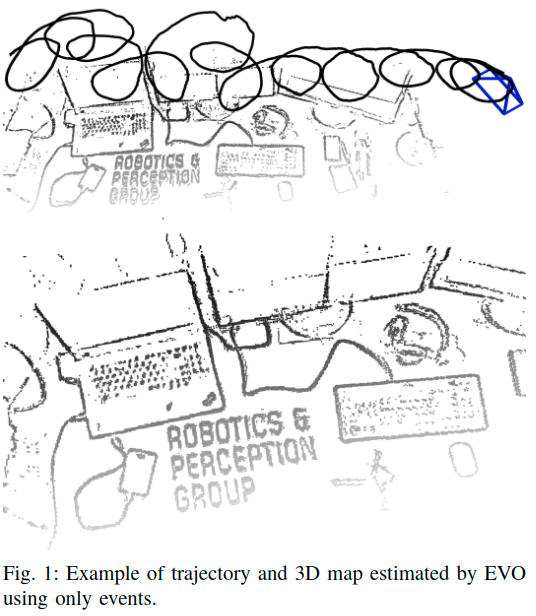 ROBOTICS &
PERCEPTION
GROUP
ROBOTICS &
PERCEPTION
GROUP
Fig. 1: Example of trajectory and 3D map estimated by EVO
using only events.